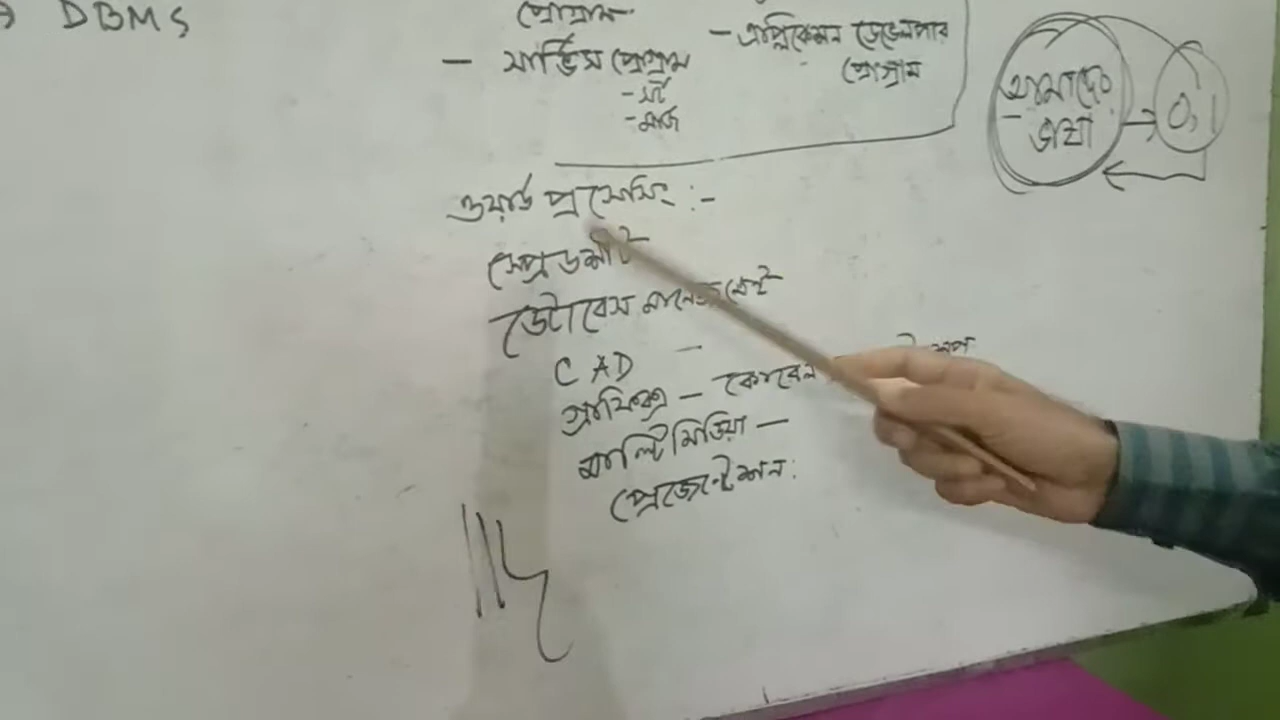 DBMS
প্রোগ্রাম
- সার্ভিস প্রোগ্রাম
- সর্ট
- মার্জ
- এপ্লিকেশন ডেভেলপার
প্রোগ্রাম
আমাদের
ভাষা
0,1
ওয়ার্ড প্রসেসিং :-
স্প্রেডশীট
ডেটাবেস ম্যানেজমেন্ট
CAD -
গ্রাফিক্স - কোরেল
মাল্টিমিডিয়া -
প্রেজেন্টেশন: